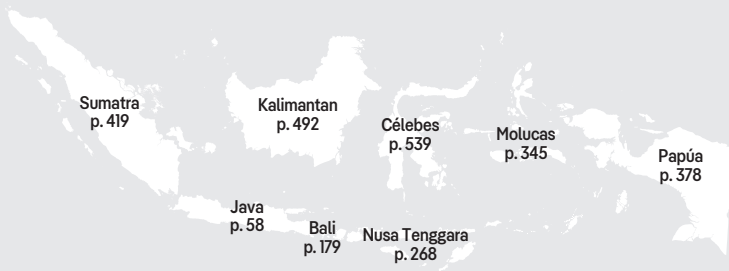 Sumatra
p. 419
Kalimantan
p. 492
Célebes
p. 539
Molucas
p. 345
Papúa
p. 378
Java
p. 58
Bali
p. 179
Nusa Tenggara
p. 268